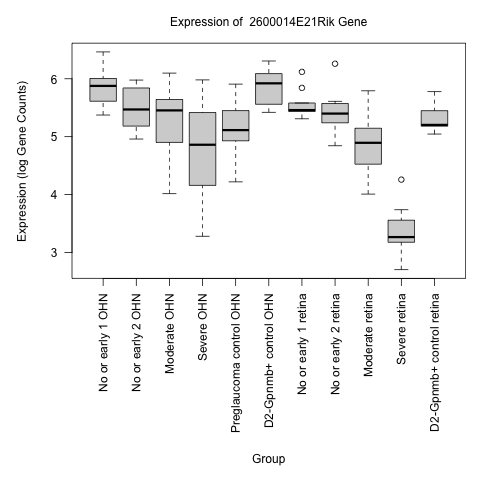 Expression of  2600014E21Rik Gene
Expression (log Gene Counts)
6
5
4
3
No or early 1 OHN
No or early 2 OHN
Moderate OHN
Severe OHN
Preglaucoma control OHN
D2-Gpnmb+ control OHN
No or early 1 retina
No or early 2 retina
Moderate retina
Severe retina
D2-Gpnmb+ control retina
Group